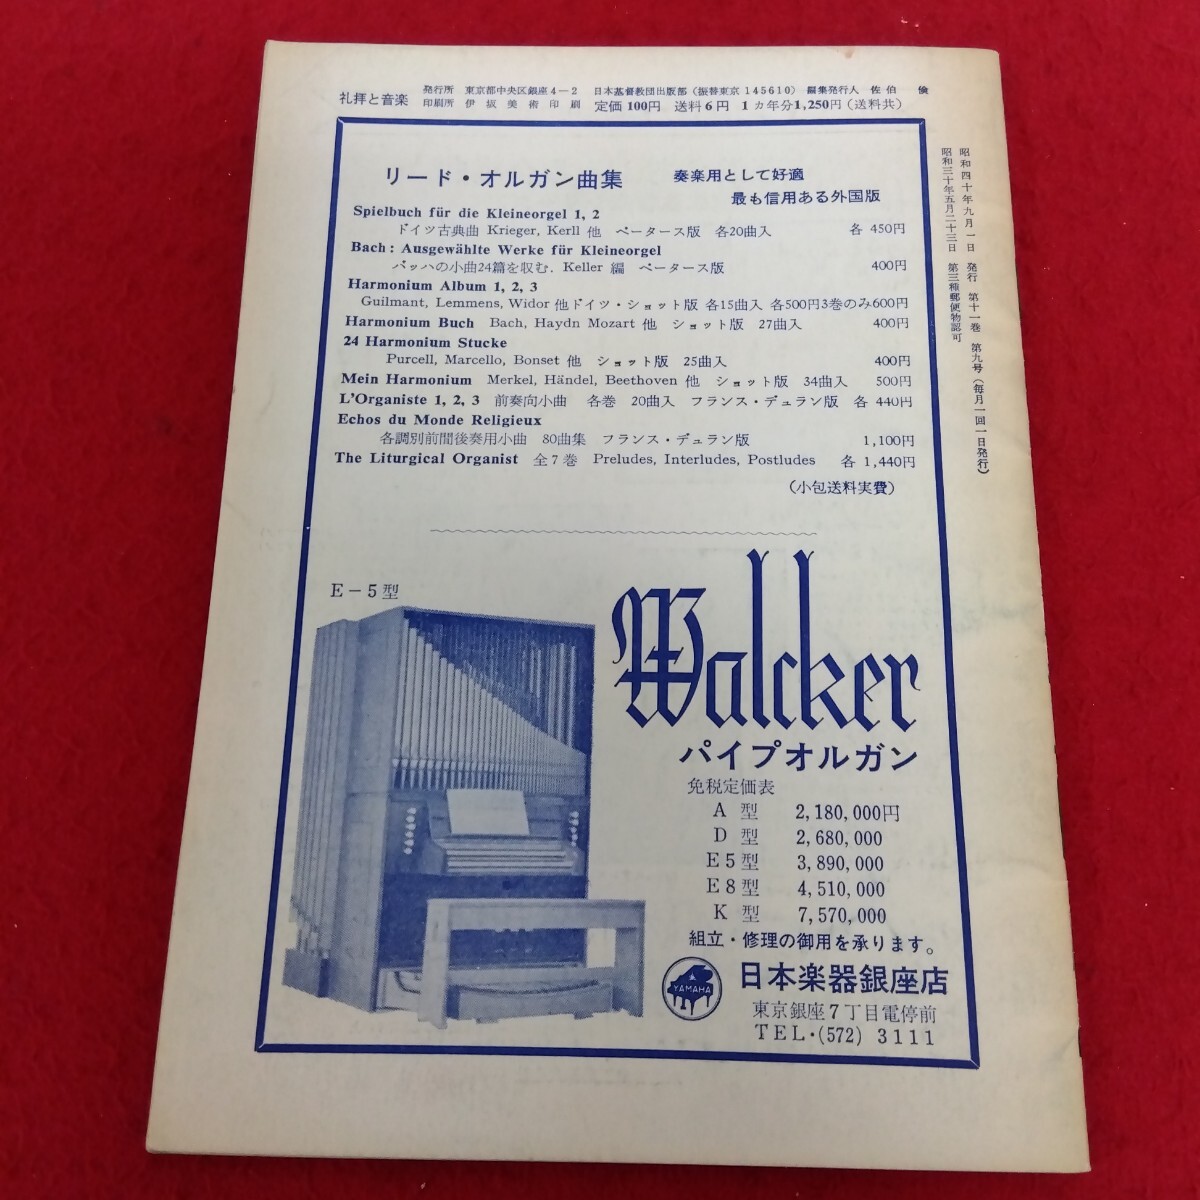 礼拝と音楽 発行所 東京都中央区銀座4-2 日本基督教団出版部(振替東京 145610) 編集発行人 佐伯 倹
印刷所 伊坂美術印刷 定価100円 送料6円 1カ年分1,250円(送料共)
昭和四十年九月一日 発行 第十一巻 第九号(毎月一回一日発行)
昭和三十年五月二十三日 第三種郵便物認可
リード・オルガン曲集 奏楽用として好適
最も信用ある外国版
Spielbuch für die Kleineorgel 1, 2
ドイツ古典曲 Krieger, Kerll 他 ペータース版 各20曲入 各 450円
Bach: Ausgewählte Werke für Kleineorgel
バッハの小曲24篇を収む. Keller 編 ペータース版 400円
Harmonium Album 1, 2, 3
Guilmant, Lemmens, Widor 他ドイツ・ショット版 各15曲入 各500円3巻のみ600円
Harmonium Buch Bach, Haydn Mozart 他 ショット版 27曲入 400円
24 Harmonium Stucke
Purcell, Marcello, Bonset 他 ショット版 25曲入 400円
Mein Harmonium Merkel, Händel, Beethoven 他 ショット版 34曲入 500円
L'Organiste 1, 2, 3 前奏向小曲 各巻 20曲入 フランス・デュラン版 各 440円
Echos du Monde Religieux
各調別前間後奏用小曲 80曲集 フランス・デュラン版 1,100円
The Liturgical Organist 全7巻 Preludes, Interludes, Postludes 各 1,440円
(小包送料実費)
E-5型
Walcker
パイプオルガン
免税定価表
A 型 2,180,000円
D 型 2,680,000
E5型 3,890,000
E8型 4,510,000
K 型 7,570,000
組立・修理の御用を承ります。
YAMAHA
日本楽器銀座店
東京銀座7丁目電停前
TEL・(572) 3111